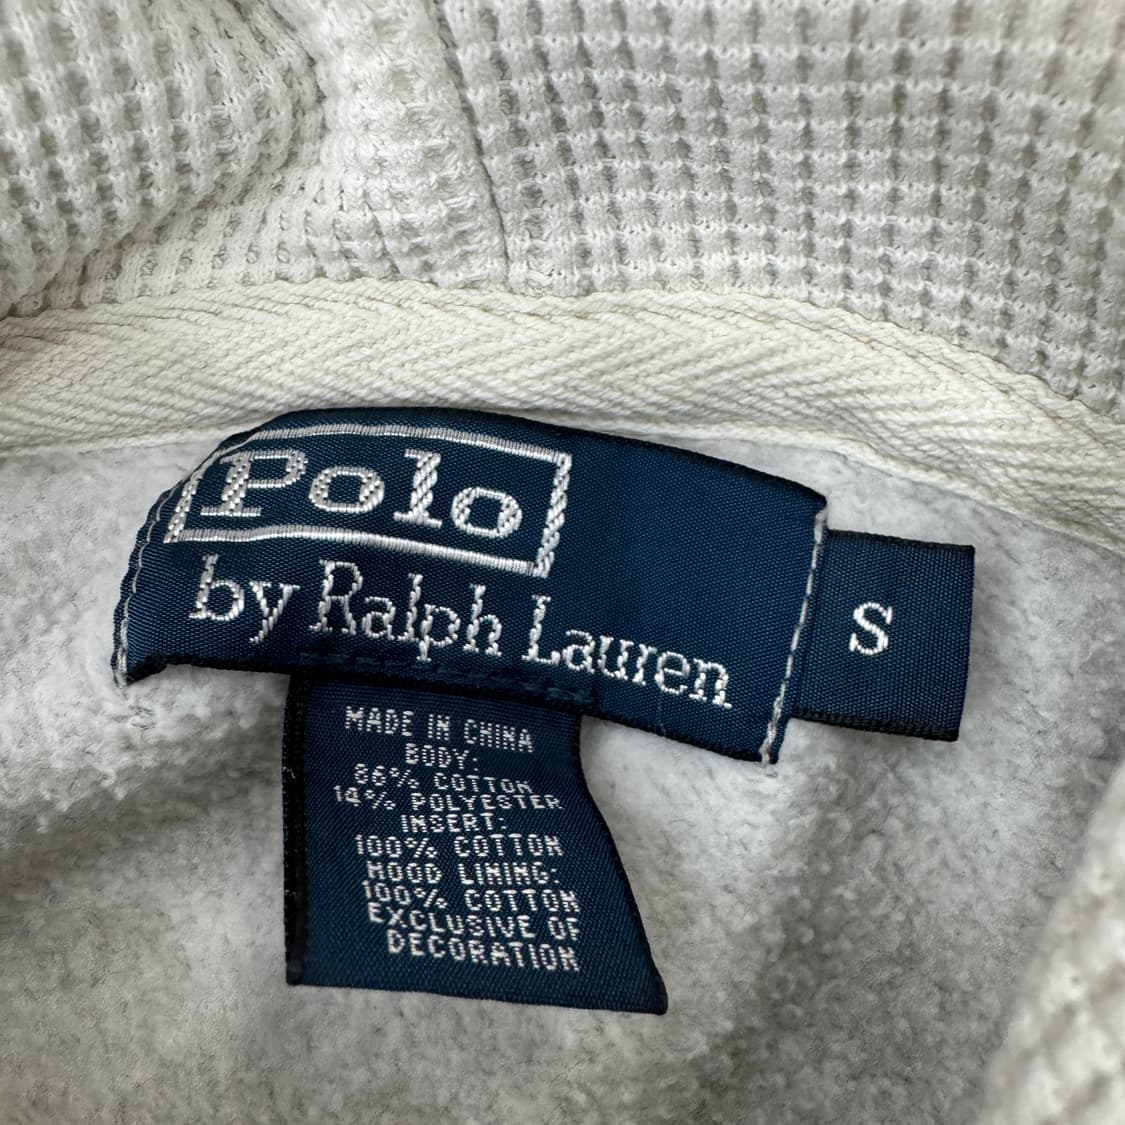 Polo
by Ralph Lauren
S
MADE IN CHINA
BODY:
86% COTTON
14% POLYESTER
INSERT:
100% COTTON
HOOD LINING:
100% COTTON
EXCLUSIVE OF
DECORATION